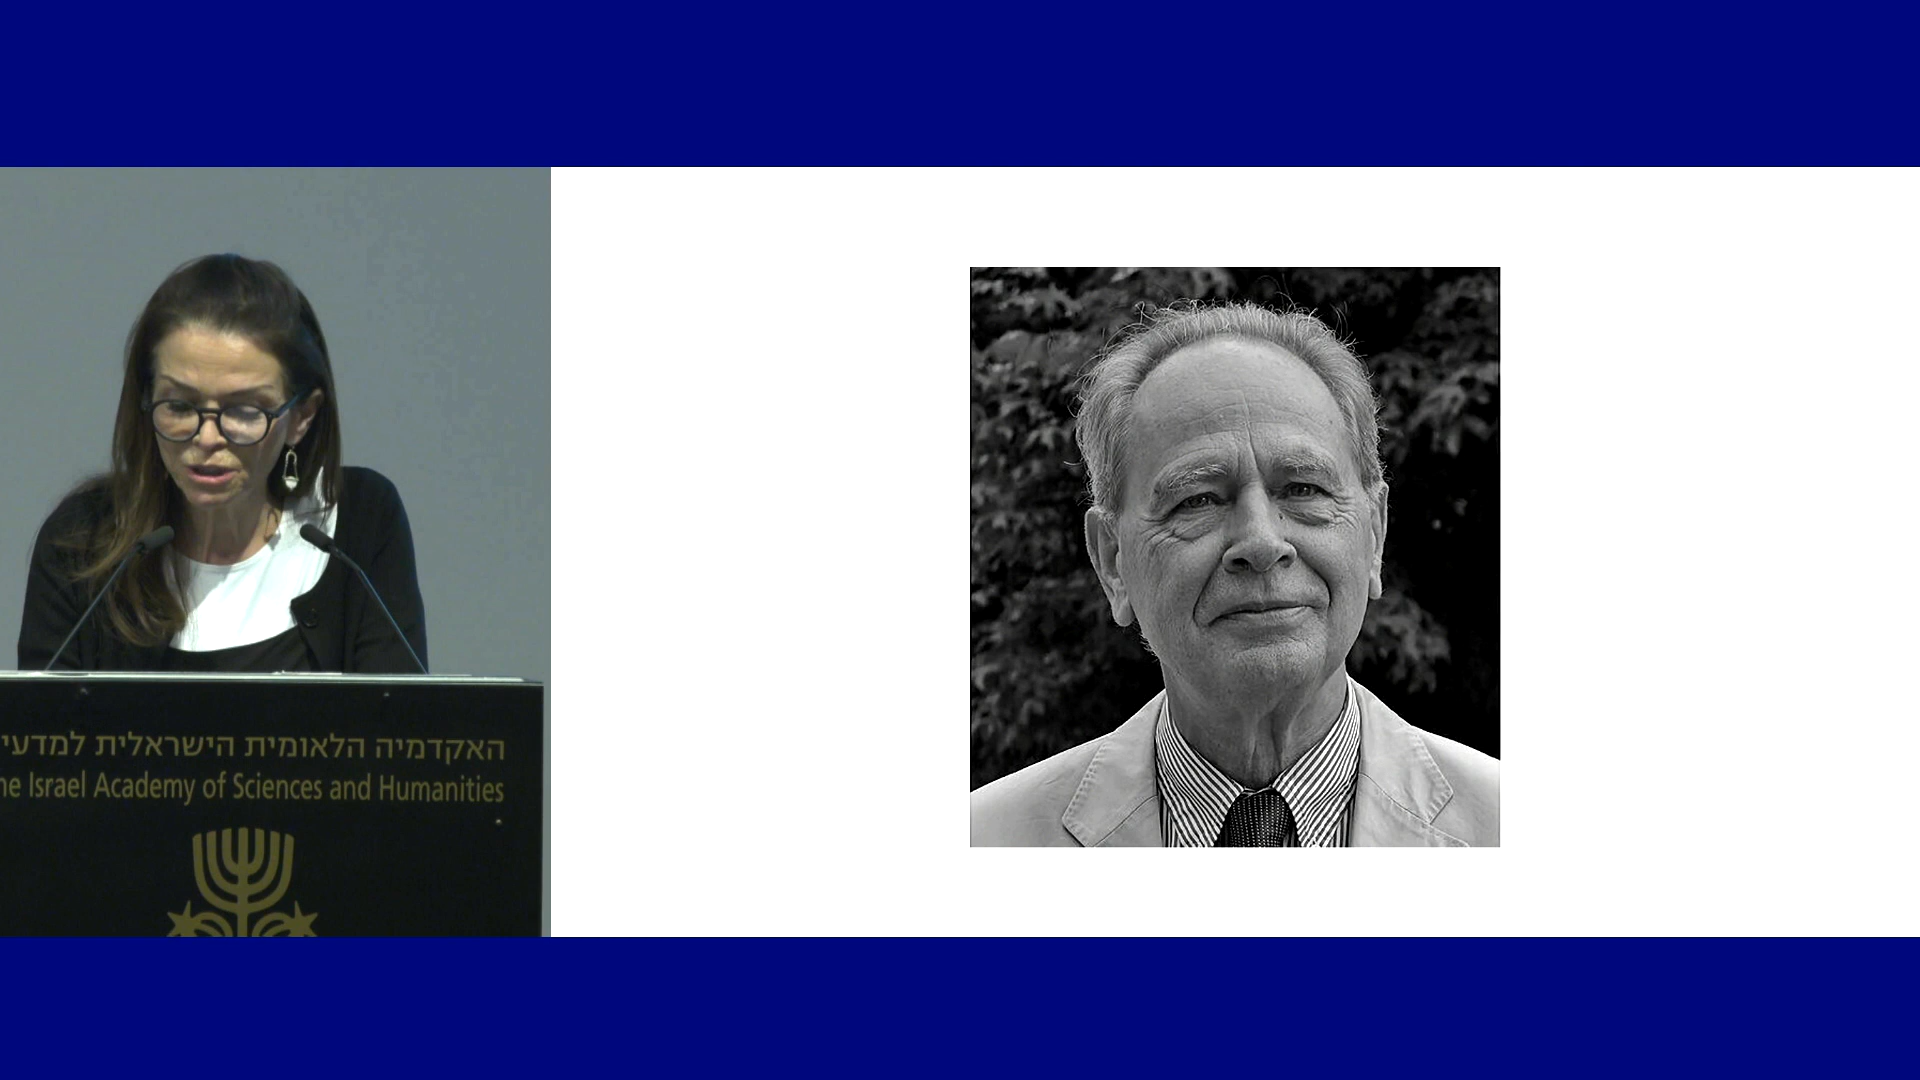 האקדמיה הלאומית הישראלית למדעי
he Israel Academy of Sciences and Humanities